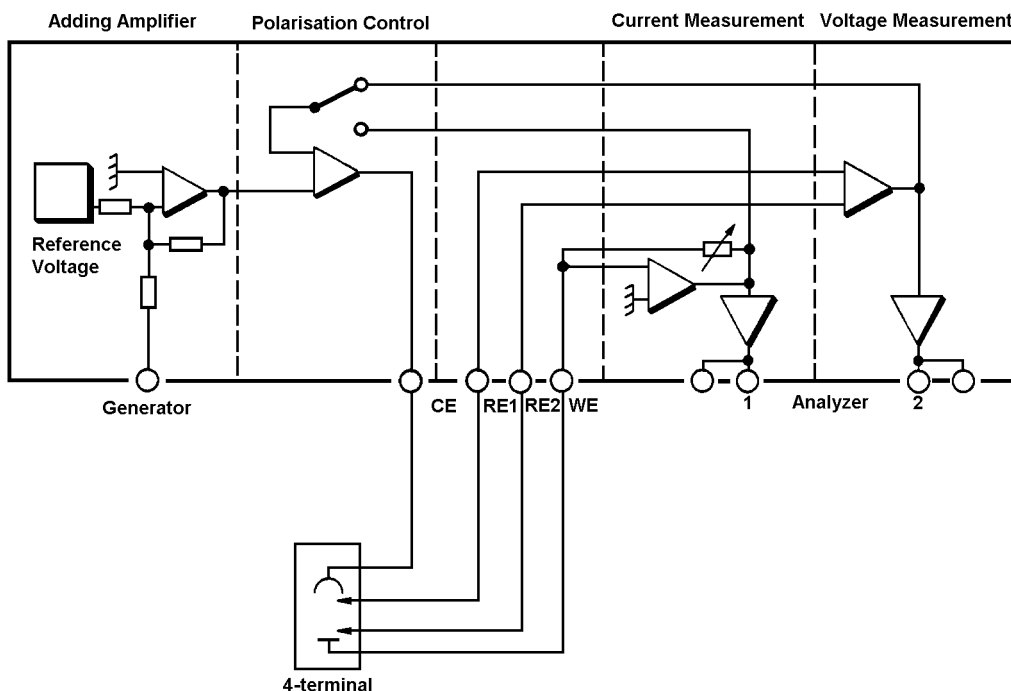 Adding Amplifier
Polarisation Control
Current Measurement
Voltage Measurement
Reference
Voltage
Generator
CE
RE1
RE2
WE
1
Analyzer
2
4-terminal